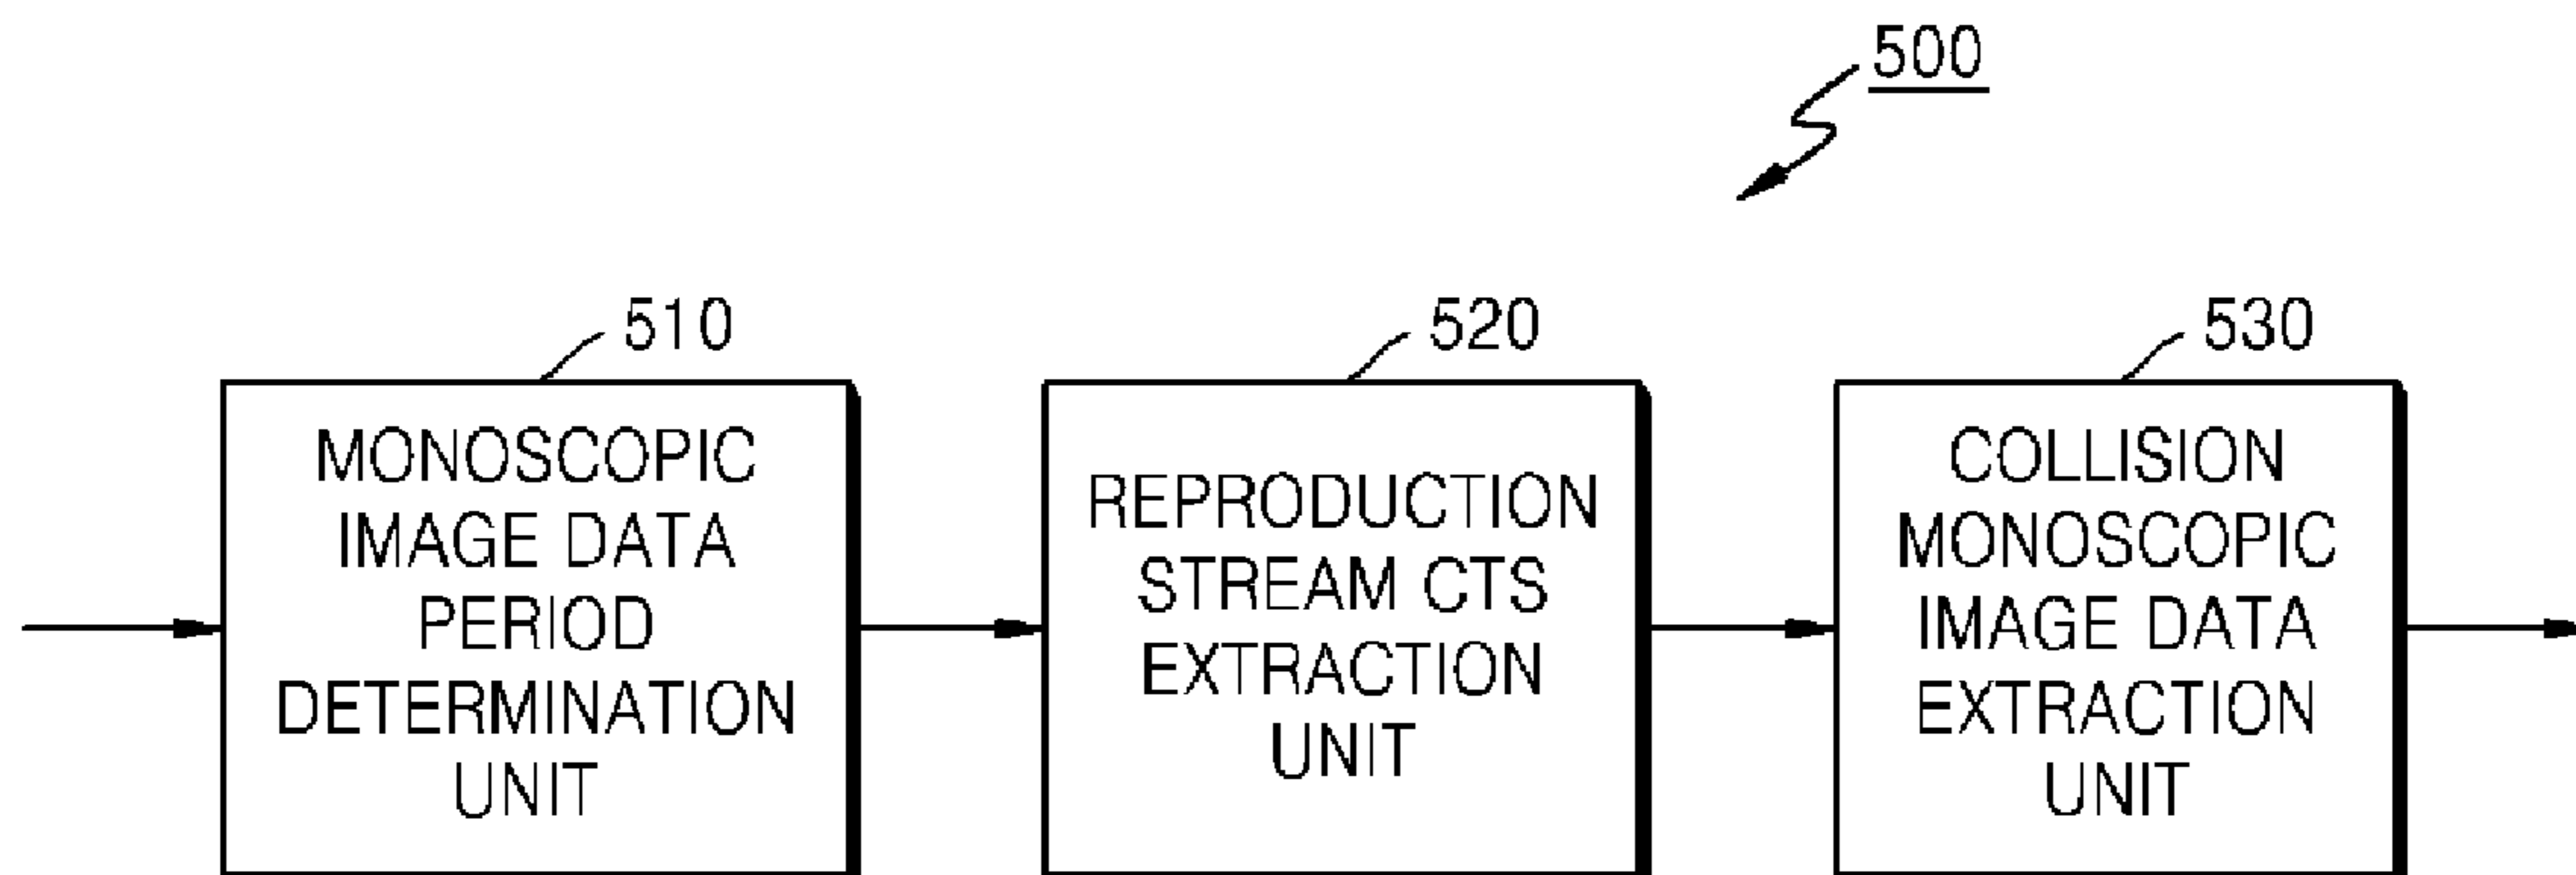 500
510
520
530
MONOSCOPIC
IMAGE DATA
PERIOD
DETERMINATION
UNIT
REPRODUCTION
STREAM CTS
EXTRACTION
UNIT
COLLISION
MONOSCOPIC
IMAGE DATA
EXTRACTION
UNIT